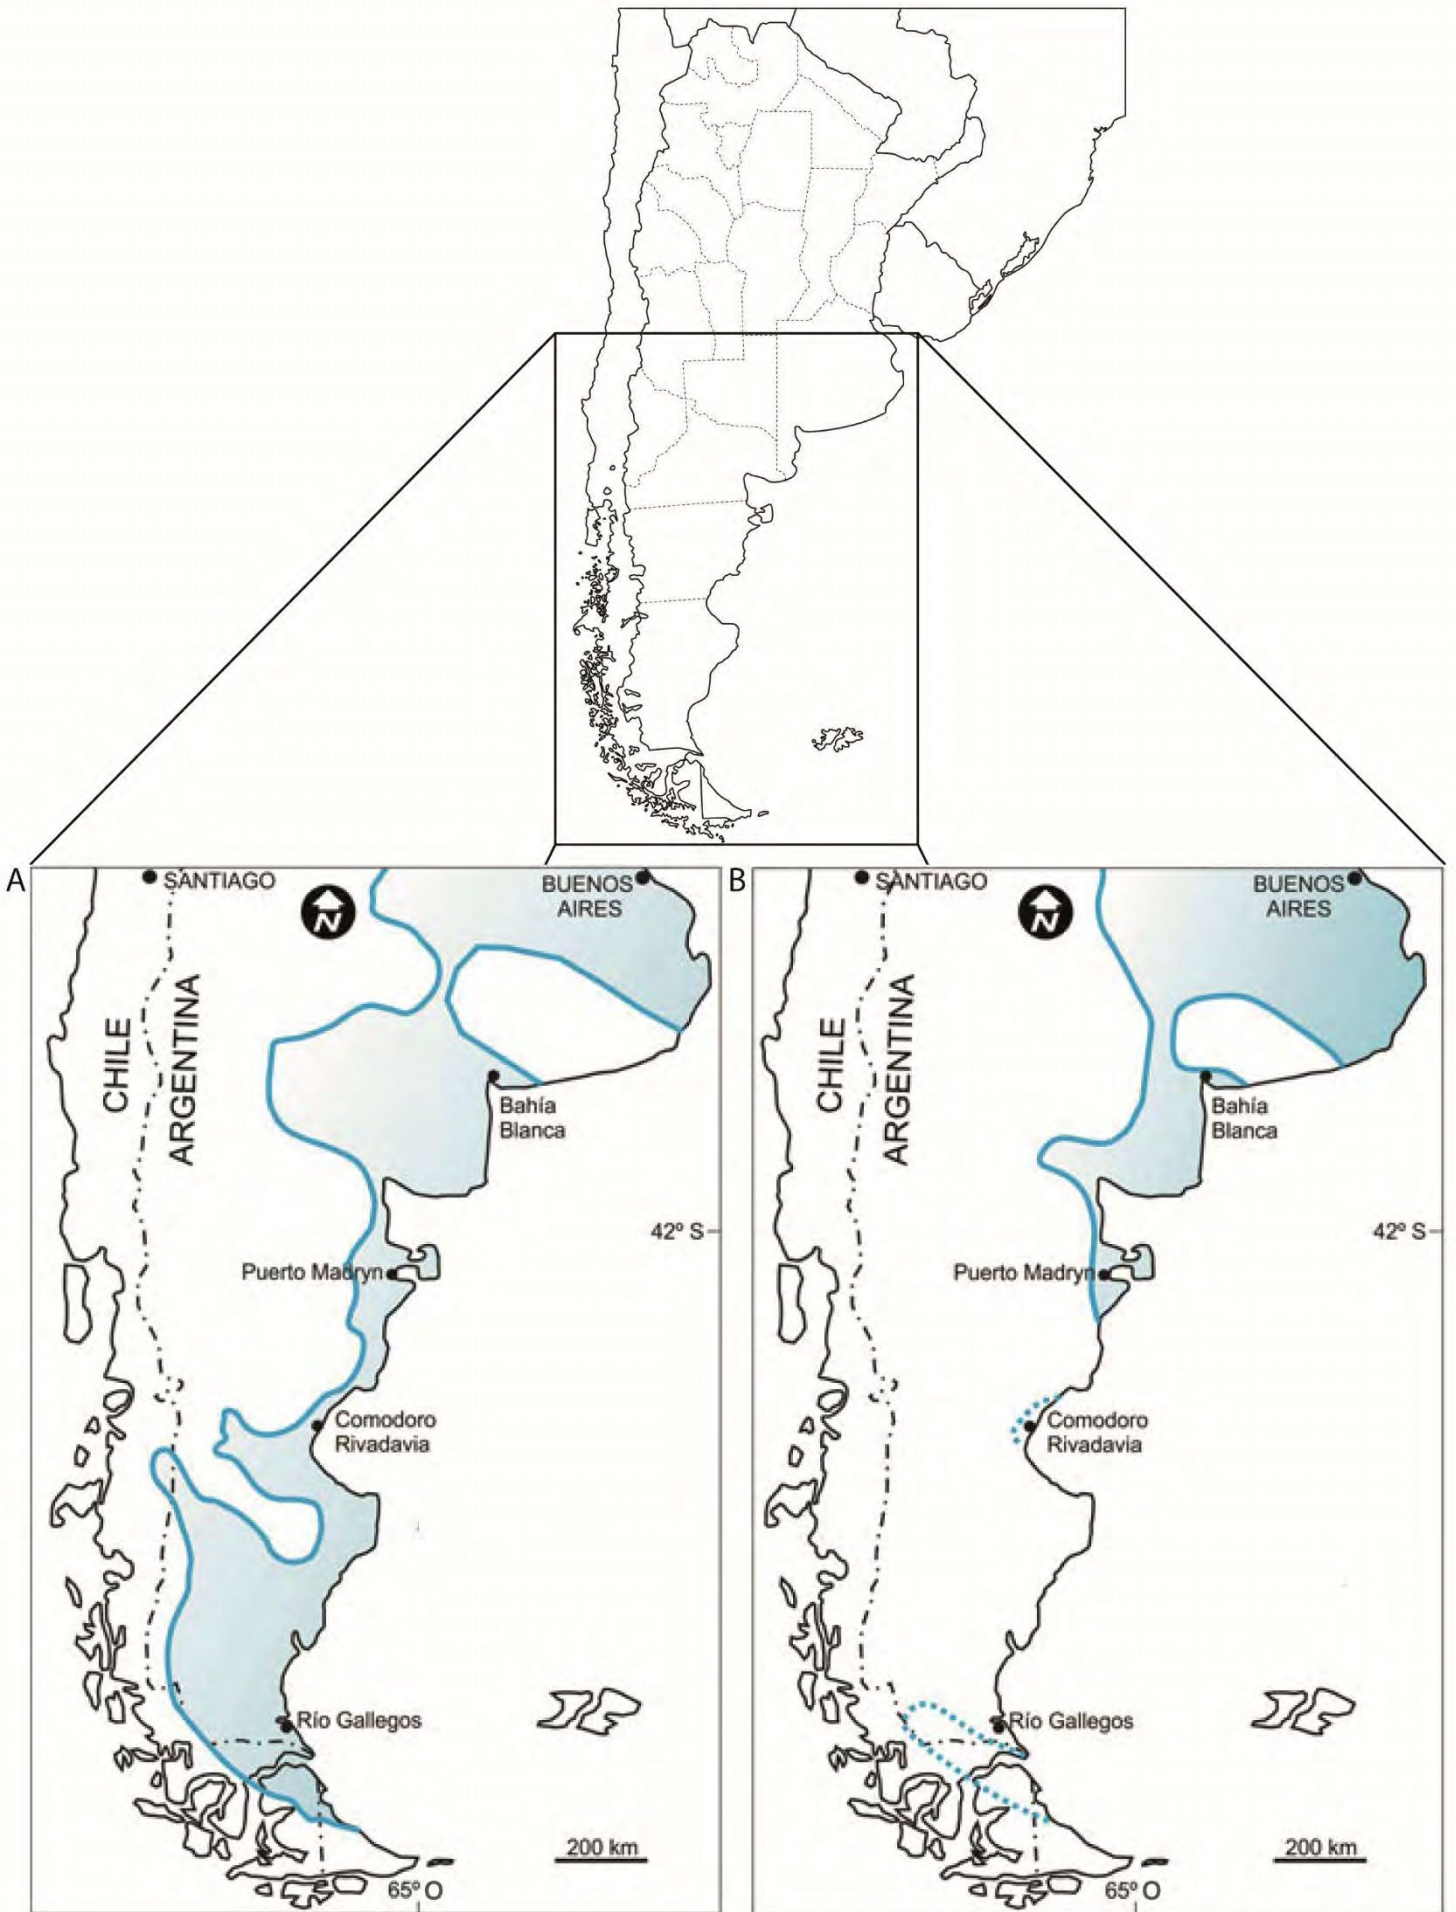 A
SANTIAGO
N
BUENOS
AIRES
CHILE
ARGENTINA
Bahía
Blanca
42º S
Puerto Madryn
Comodoro
Rivadavia
Río Gallegos
200 km
65º O
B
SANTIAGO
N
BUENOS
AIRES
CHILE
ARGENTINA
Bahía
Blanca
42º S
Puerto Madryn
Comodoro
Rivadavia
Río Gallegos
200 km
65º O